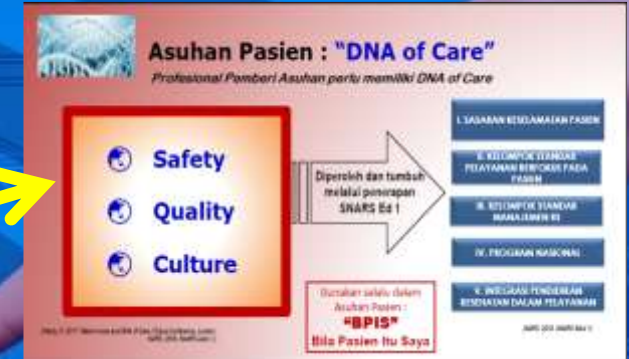 Asuhan Pasien : "DNA of Care"
Profesional Pemberi Asuhan perlu memiliki DNA of Care
Safety
Quality
Culture
Diperoleh dan tumbuh
melalui penerapan
SNARS Ed 1
I. SASARAN KESELAMATAN PASIEN
II. KELOMPOK STANDAR
PELAYANAN BERFOKUS PADA
PASIEN
III. KELOMPOK STANDAR
MANAJEMEN RS
IV. PROGRAM NASIONAL
V. INTEGRASI PENDIDIKAN
KESEHATAN DALAM PELAYANAN
Gunakan selalu dalam
Asuhan Pasien :
"BPIS"
Bila Pasien Itu Saya